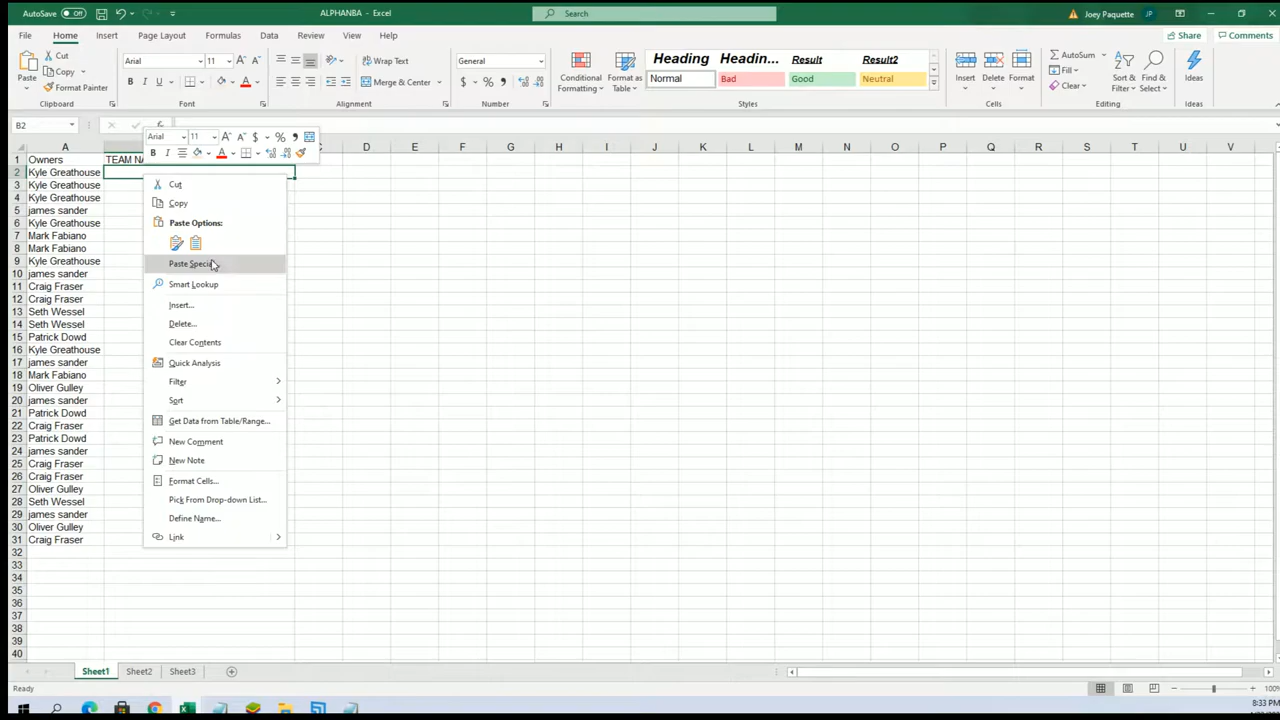 AutoSave Off ALPHANBA - Excel Search Joey Paquette JP
File Home Insert Page Layout Formulas Data Review View Help Share Comments
Paste Cut Copy Format Painter Clipboard
Arial 11 A A B I U A Font
Wrap Text Merge & Center Alignment
General $ % , Number
Conditional Formatting Format as Table
Heading Headin... Result Result2
Normal Bad Good Neutral
Styles
Insert Delete Format Cells
AutoSum Fill Clear Sort & Filter Find & Select Editing
Ideas Ideas
B2
Arial 11 A A $ % ,
B I A
A D E F G H I J K L M N O P Q R S T U V
1 Owners TEAM NA
2 Kyle Greathouse
3 Kyle Greathouse
4 Kyle Greathouse
5 james sander
6 Kyle Greathouse
7 Mark Fabiano
8 Mark Fabiano
9 Kyle Greathouse
10 james sander
11 Craig Fraser
12 Craig Fraser
13 Seth Wessel
14 Seth Wessel
15 Patrick Dowd
16 Kyle Greathouse
17 james sander
18 Mark Fabiano
19 Oliver Gulley
20 james sander
21 Patrick Dowd
22 Craig Fraser
23 Patrick Dowd
24 james sander
25 Craig Fraser
26 Craig Fraser
27 Oliver Gulley
28 Seth Wessel
29 james sander
30 Oliver Gulley
31 Craig Fraser
32
33
34
35
36
37
38
39
40
Cut
Copy
Paste Options:
Paste Special
Smart Lookup
Insert...
Delete...
Clear Contents
Quick Analysis
Filter
Sort
Get Data from Table/Range...
New Comment
New Note
Format Cells...
Pick From Drop-down List...
Define Name...
Link
Sheet1 Sheet2 Sheet3
Ready 100%
8:33 PM